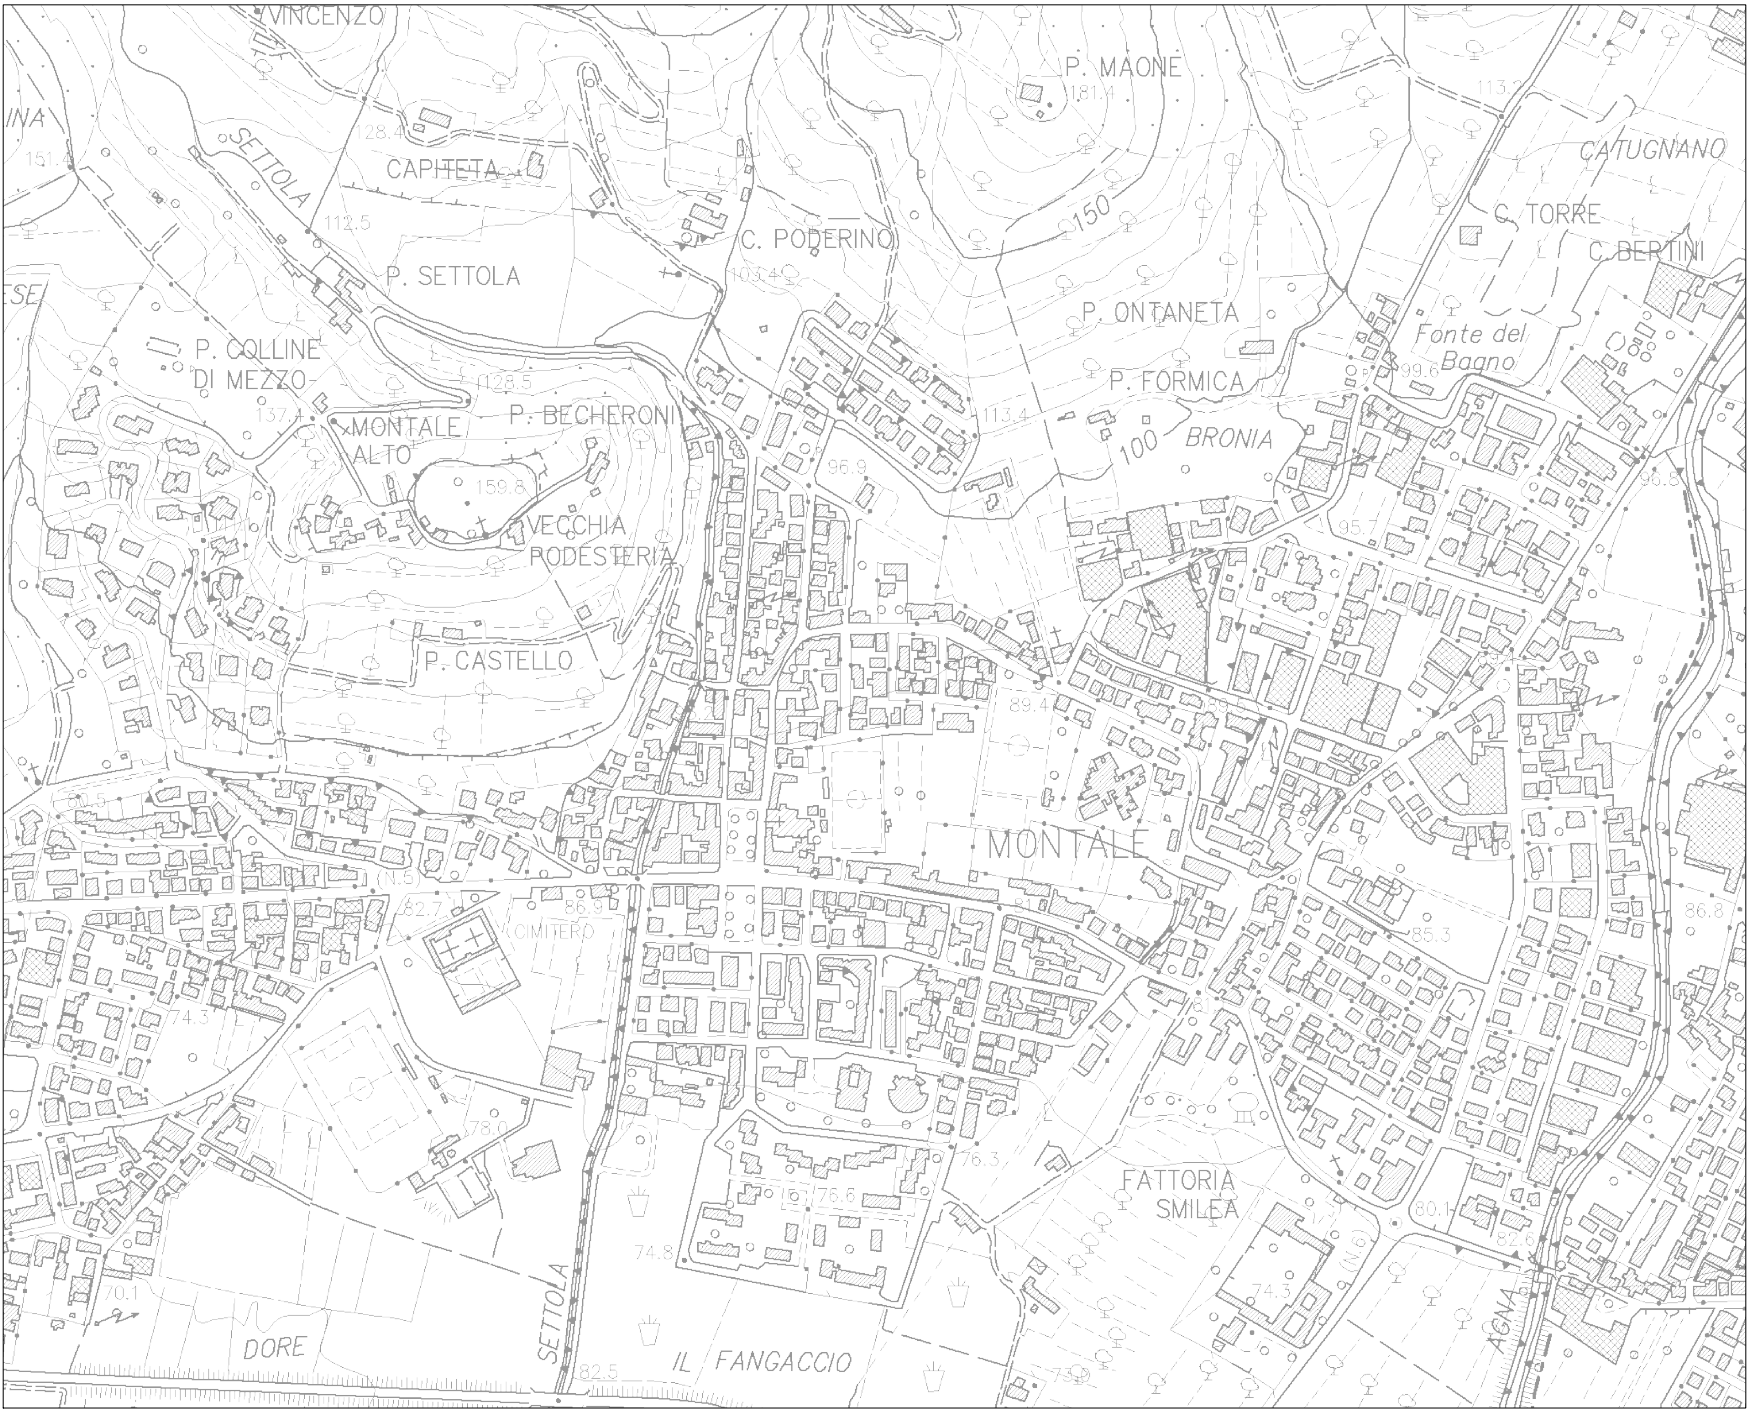 VINCENZO
P. MAONE
181.4
113.2
INA
128.4
151.4
SETTOLA
CAPITETA
CATUGNANO
150
C. TORRE
112.5
C. PODERINO
C. BERTINI
P. SETTOLA
103.4
ESE
P. ONTANETA
Fonte del
Bagno
P. COLLINE
DI MEZZO
128.5
P. FORMICA
99.6
137.4
P. BECHERONI
113.4
MONTALE
ALTO
100
BRONIA
96.9
96.8
159.8
VECCHIA
PODESTERIA
95.7
P. CASTELLO
89.4
80.5
MONTALE
(N.5)
82.7
86.9
CIMITERO
86.8
85.3
74.3
78.0
76.3
FATTORIA
SMILEA
76.6
80.1
82.6
74.8
(N.6)
SETTOLA
70.1
74.3
AGNA
DORE
IL FANGACCIO
82.5